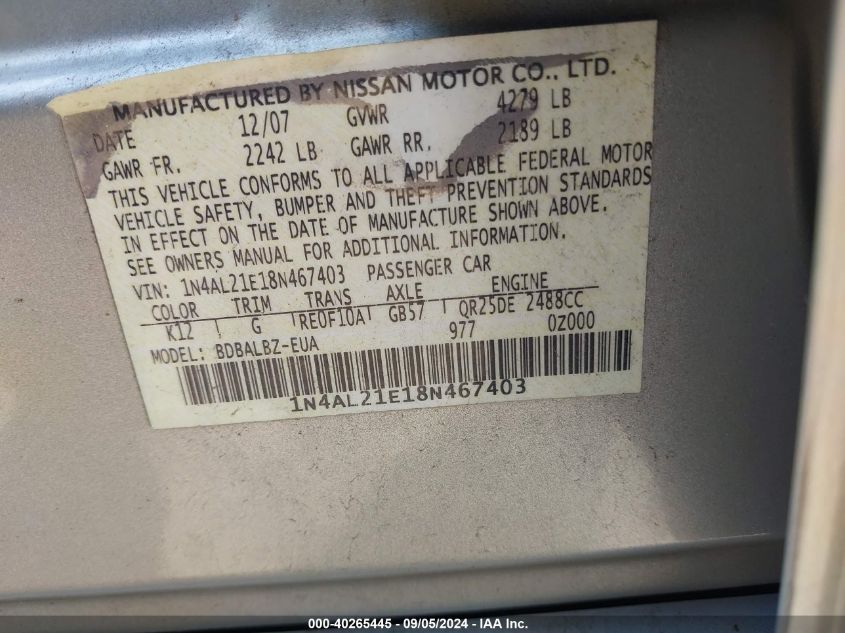 MANUFACTURED BY NISSAN MOTOR CO., LTD.
DATE 12/07 GVWR 4279 LB
GAWR FR. 2242 LB GAWR RR. 2189 LB
THIS VEHICLE CONFORMS TO ALL APPLICABLE FEDERAL MOTOR
VEHICLE SAFETY, BUMPER AND THEFT PREVENTION STANDARDS
IN EFFECT ON THE DATE OF MANUFACTURE SHOWN ABOVE.
SEE OWNERS MANUAL FOR ADDITIONAL INFORMATION.
VIN: 1N4AL21E18N467403 PASSENGER CAR
COLOR TRIM TRANS AXLE ENGINE
K12 G RE0F10A GB57 QR25DE 2488CC
MODEL: BDBALBZ-EUA 977 0Z000
1N4AL21E18N467403
000-40265445 - 09/05/2024 - IAA Inc.